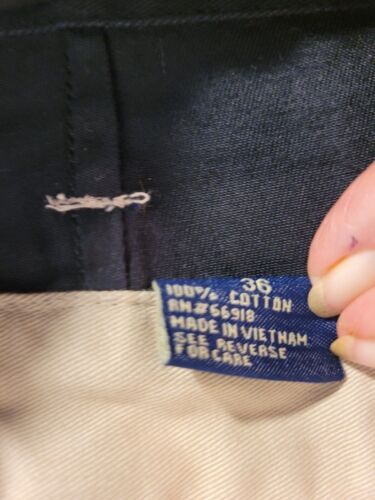 36
100% COTTON
RN#56918
MADE IN VIETNAM
SEE REVERSE
FOR CARE